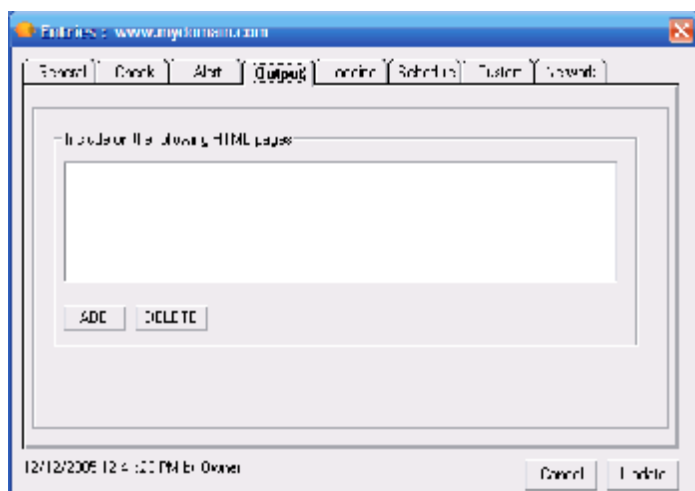 Entries : www.mydomain.com
General Check Alert Output Logging Schedule Custom Network
Include on the following HTML pages
ADD DELETE
12/12/2005 PM by Owner
Cancel Update